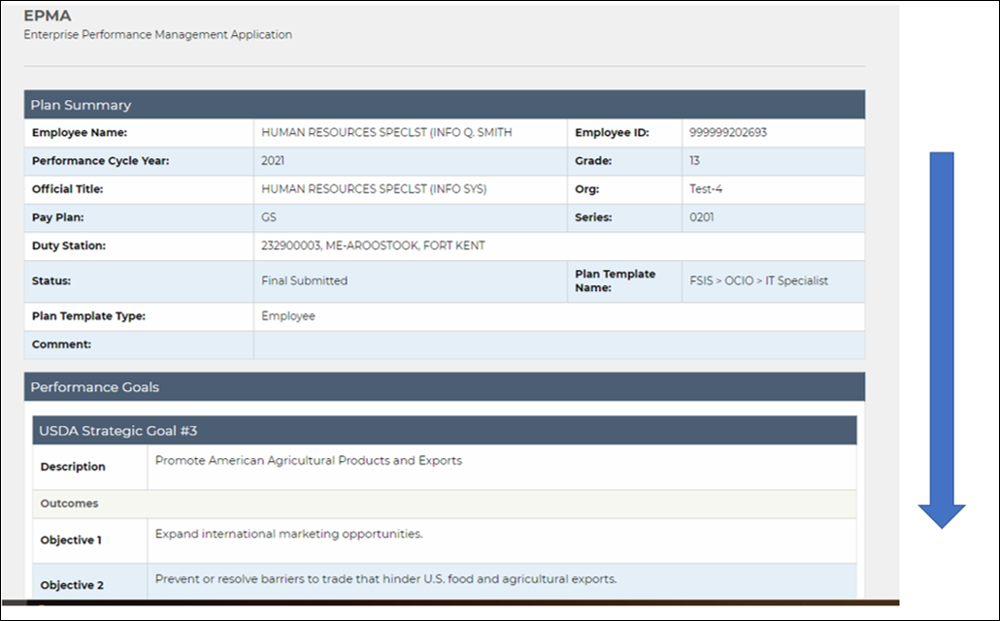 EPMA
Enterprise Performance Management Application
Plan Summary
Employee Name: HUMAN RESOURCES SPECLST (INFO Q. SMITH Employee ID: 999999202693
Performance Cycle Year: 2021 Grade: 13
Official Title: HUMAN RESOURCES SPECLST (INFO SYS) Org: Test-4
Pay Plan: GS Series: 0201
Duty Station: 232900003, ME-AROOSTOOK, FORT KENT
Status: Final Submitted Plan Template Name: FSIS > OCIO > IT Specialist
Plan Template Type: Employee
Comment:
Performance Goals
USDA Strategic Goal #3
Description Promote American Agricultural Products and Exports
Outcomes
Objective 1 Expand international marketing opportunities.
Objective 2 Prevent or resolve barriers to trade that hinder U.S. food and agricultural exports.